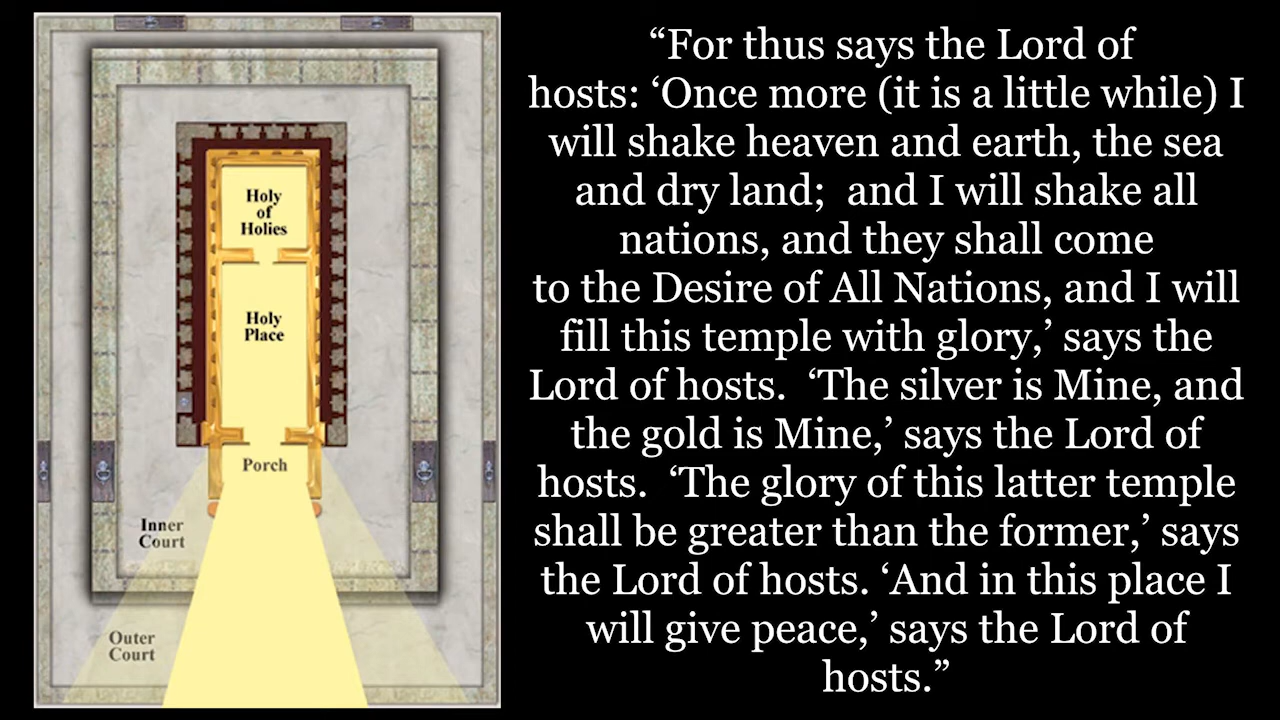 Holy
of
Holies
Holy
Place
Porch
Inner
Court
Outer
Court
“For thus says the Lord of
hosts: ‘Once more (it is a little while) I
will shake heaven and earth, the sea
and dry land;  and I will shake all
nations, and they shall come
to the Desire of All Nations, and I will
fill this temple with glory,’ says the
Lord of hosts.  ‘The silver is Mine, and
the gold is Mine,’ says the Lord of
hosts.  ‘The glory of this latter temple
shall be greater than the former,’ says
the Lord of hosts. ‘And in this place I
will give peace,’ says the Lord of
hosts.”